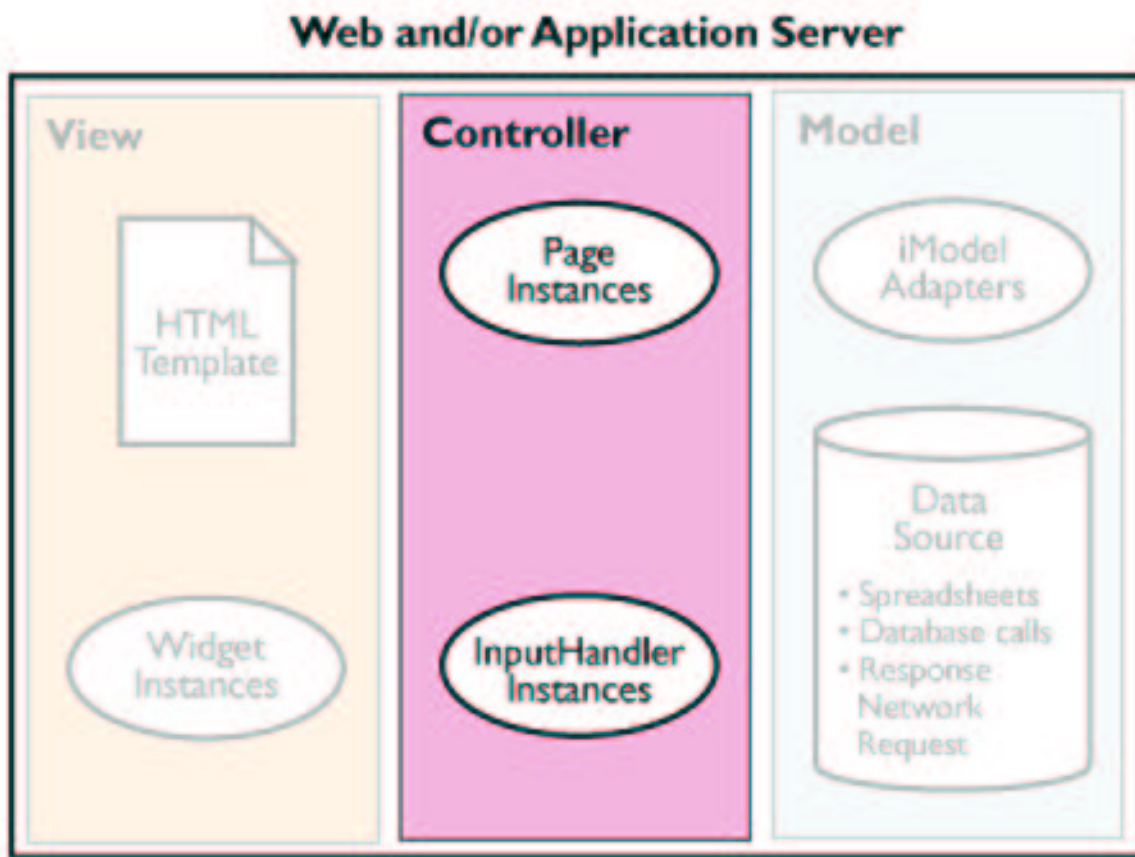 Web and/or Application Server
View
HTML
Template
Widget
Instances
Controller
Page
Instances
InputHandler
Instances
Model
iModel
Adapters
Data
Source
• Spreadsheets
• Database calls
• Response
Network
Request